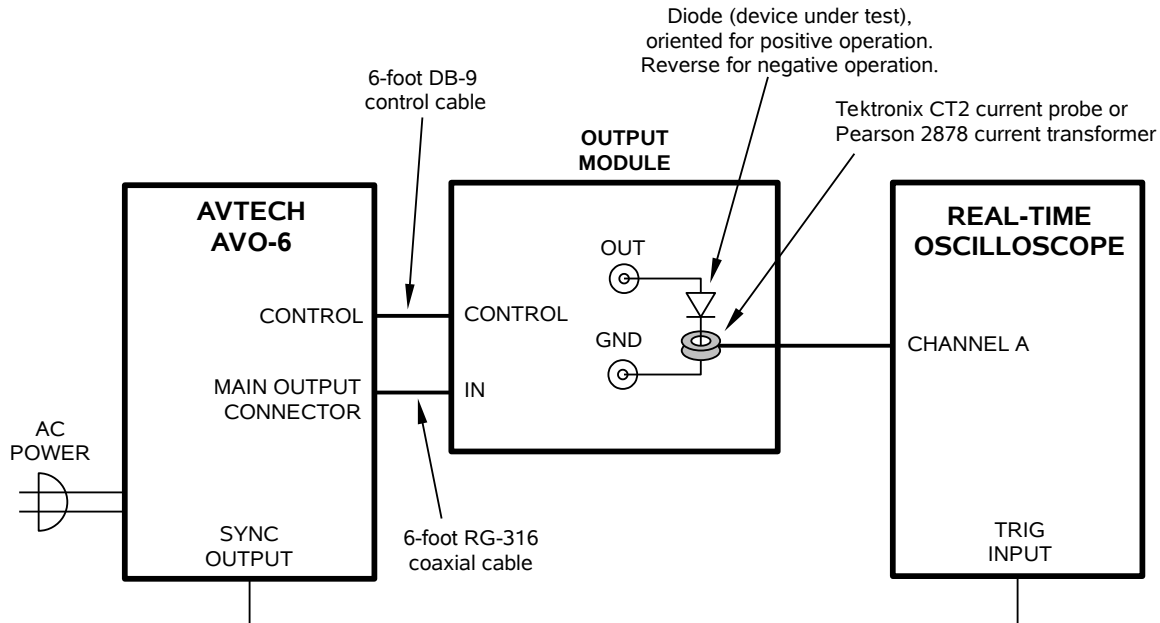 Diode (device under test),
oriented for positive operation.
Reverse for negative operation.
6-foot DB-9
control cable
Tektronix CT2 current probe or
Pearson 2878 current transformer
OUTPUT
MODULE
AVTECH
AVO-6
REAL-TIME
OSCILLOSCOPE
OUT
CONTROL
CONTROL
GND
CHANNEL A
MAIN OUTPUT
CONNECTOR
IN
AC
POWER
SYNC
OUTPUT
6-foot RG-316
coaxial cable
TRIG
INPUT